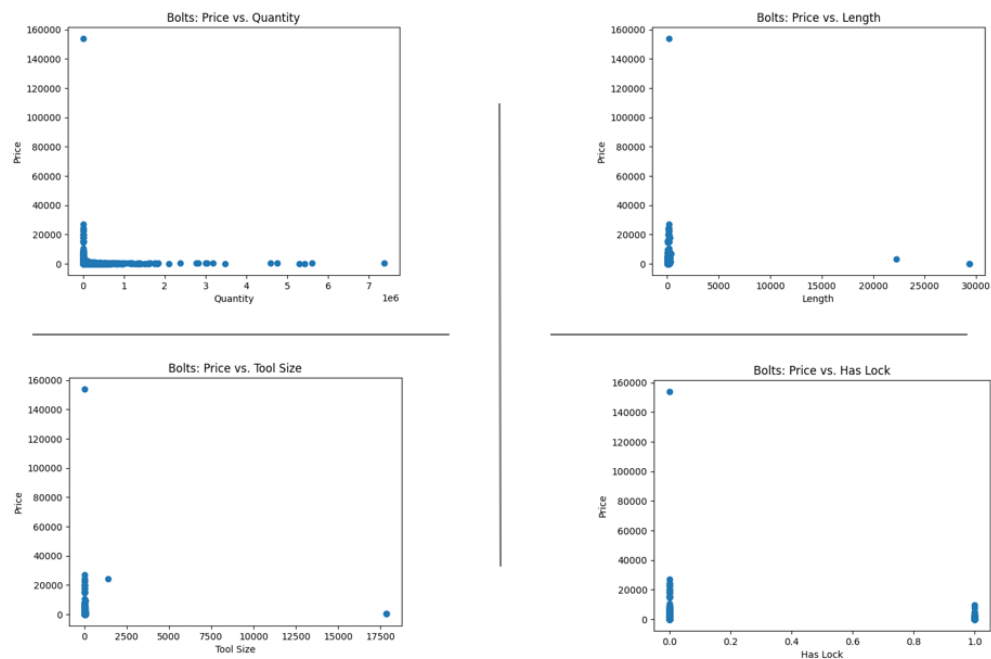 Bolts: Price vs. Quantity
160000
140000
120000
100000
80000
60000
40000
20000
0
Price
0 1 2 3 4 5 6 7
1e6
Quantity
Bolts: Price vs. Length
160000
140000
120000
100000
80000
60000
40000
20000
0
Price
0 5000 10000 15000 20000 25000 30000
Length
Bolts: Price vs. Tool Size
160000
140000
120000
100000
80000
60000
40000
20000
0
Price
0 2500 5000 7500 10000 12500 15000 17500
Tool Size
Bolts: Price vs. Has Lock
160000
140000
120000
100000
80000
60000
40000
20000
0
Price
0.0 0.2 0.4 0.6 0.8 1.0
Has Lock